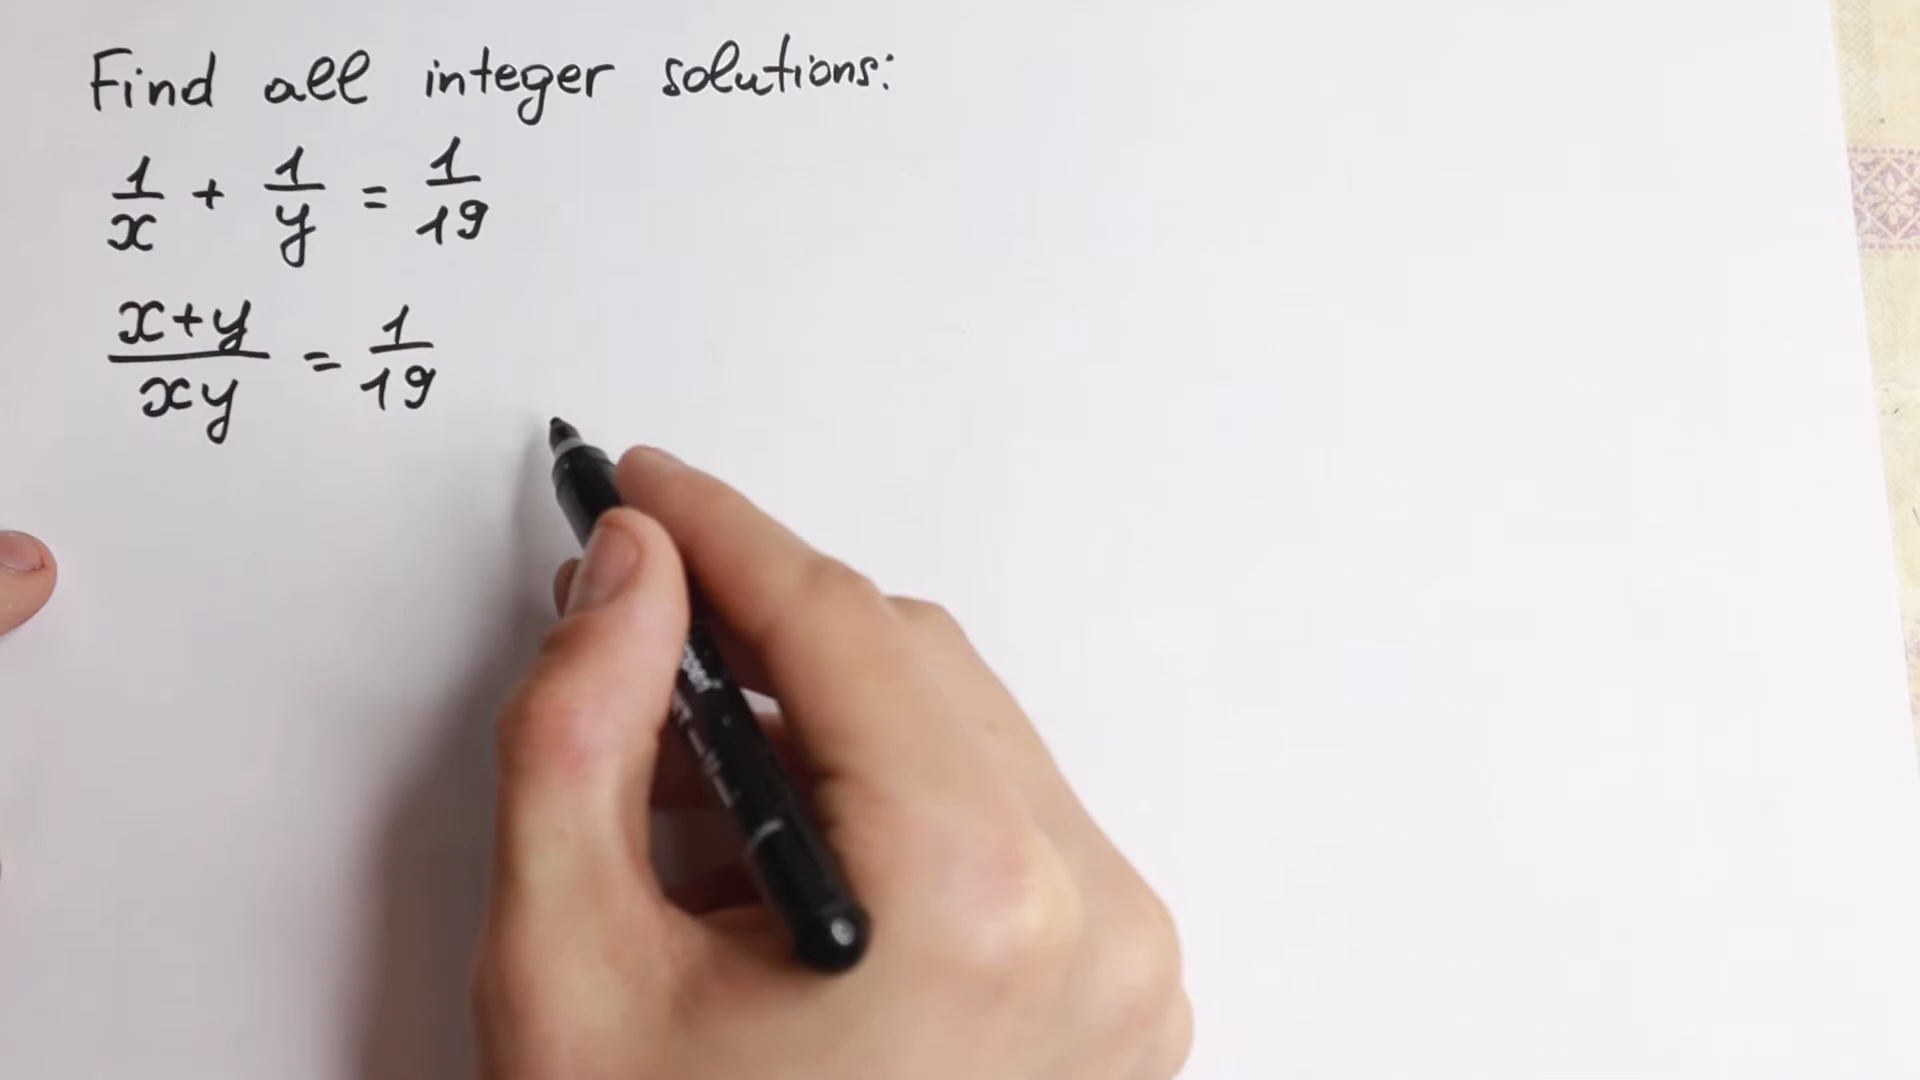 Find all integer solutions:
1/x + 1/y = 1/19
x+y/xy = 1/19